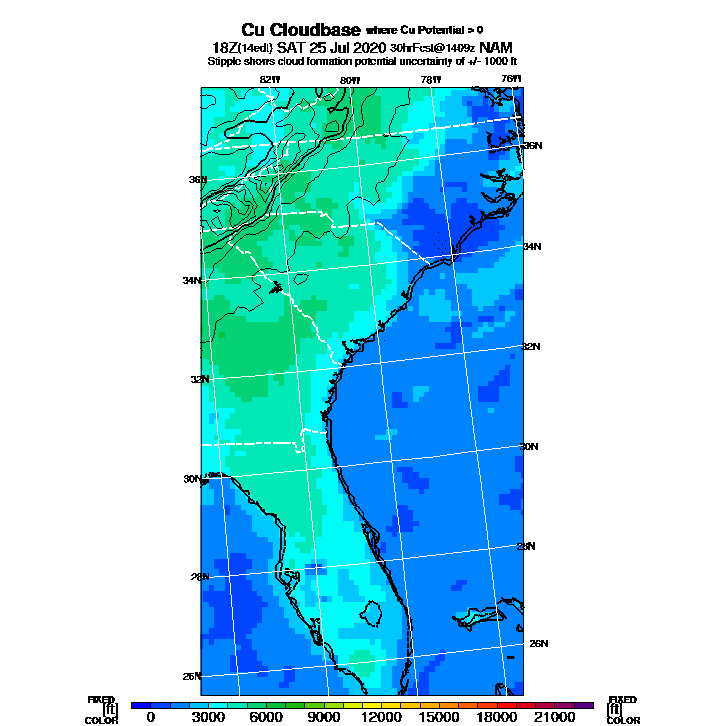 Cu Cloudbase where Cu Potential > 0
18Z(14edt) SAT 25 Jul 2020 30hrFcst@1409z NAM
Stipple shows cloud formation potential uncertainty of +/- 1000 ft
82W 80W 78W 76W
36N
36N
34N
34N
32N
32N
30N
30N
28N
28N
26N
26N
FIXED FIXED
[ft] [ft]
COLOR COLOR
0 3000 6000 9000 12000 15000 18000 21000